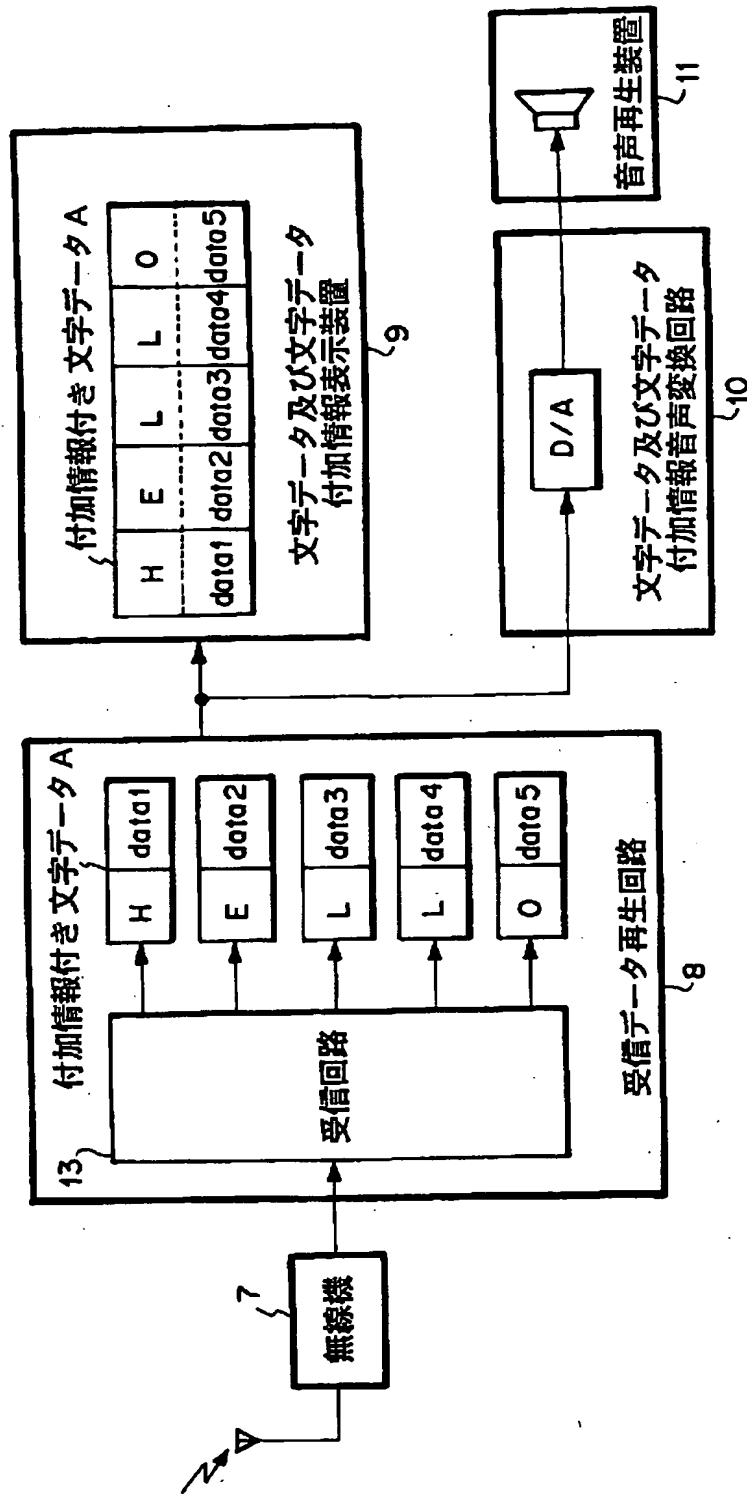 7
無線機
付加情報付き文字データA
13
受信回路
H data1
E data2
L data3
L data4
O data5
受信データ再生回路
8
付加情報付き文字データA
H E L L O
data1 data2 data3 data4 data5
文字データ及び文字データ
付加情報表示装置
9
D/A
文字データ及び文字データ
付加情報音声変換回路
10
音声再生装置
11